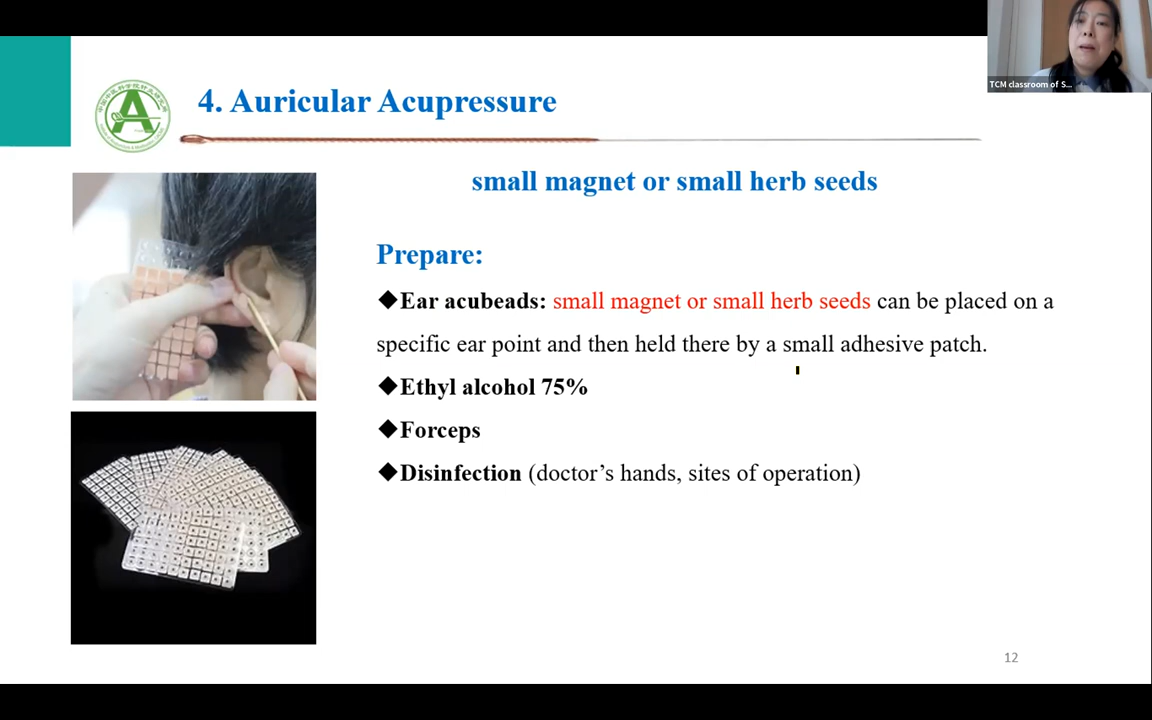 TCM classroom of S...
4. Auricular Acupressure
small magnet or small herb seeds
Prepare:
◆Ear acubeads: small magnet or small herb seeds can be placed on a
specific ear point and then held there by a small adhesive patch.
◆Ethyl alcohol 75%
◆Forceps
◆Disinfection (doctor’s hands, sites of operation)
12